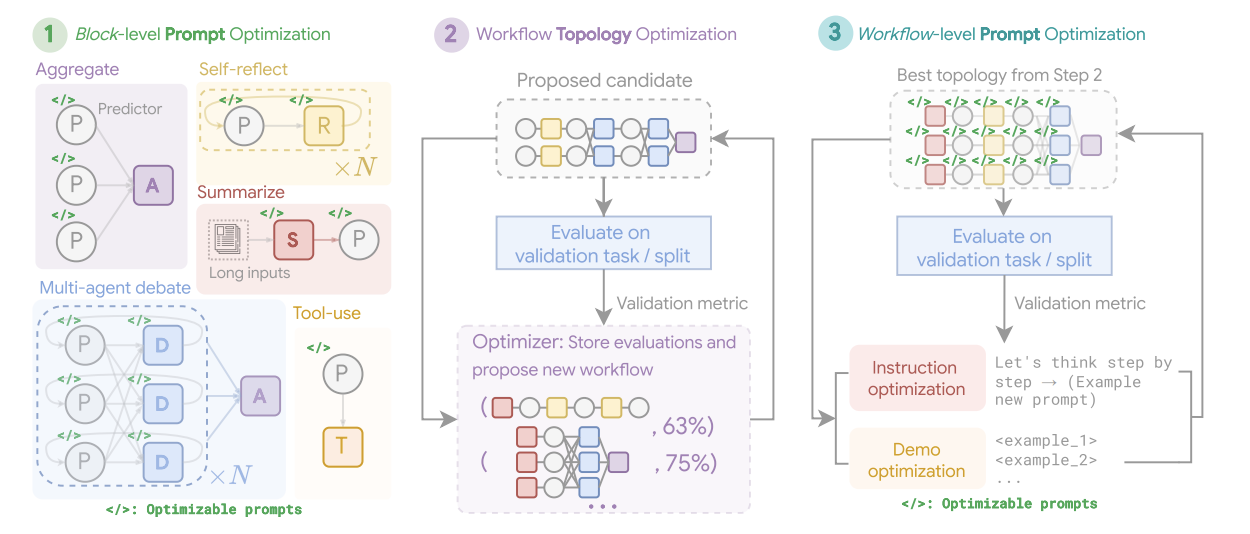 1 Block-level Prompt Optimization
Aggregate
</>
P
Predictor
</>
P
</>
P
A
Self-reflect
</>
</>
P
R
×N
Summarize
</>
</>
S
P
Long inputs
Multi-agent debate
</>
</>
P
D
</>
</>
P
D
</>
</>
P
D
A
×N
Tool-use
</>
P
T
</>: Optimizable prompts
2 Workflow Topology Optimization
Proposed candidate
Evaluate on
validation task / split
Validation metric
Optimizer: Store evaluations and
propose new workflow
(
, 63%)
(
, 75%)
...
3 Workflow-level Prompt Optimization
Best topology from Step 2
</> </> </> </> </>
</> </> </> </> </>
</> </> </> </> </>
Evaluate on
validation task / split
Validation metric
Instruction
optimization
Let's think step by
step → (Example
new prompt)
Demo
optimization
<example_1>
<example_2>
...
</>: Optimizable prompts